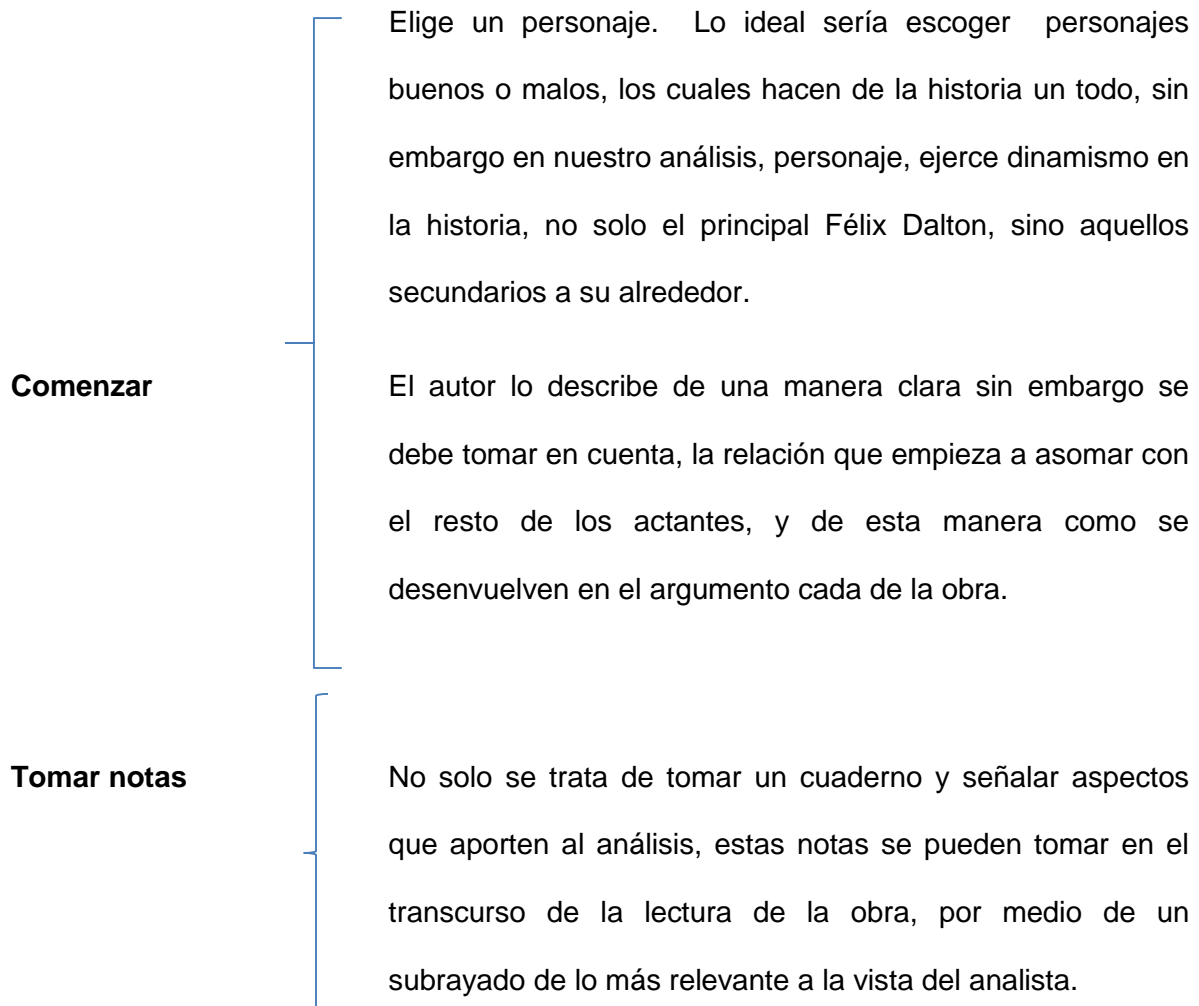 Elige un personaje. Lo ideal sería escoger personajes
buenos o malos, los cuales hacen de la historia un todo, sin
embargo en nuestro análisis, personaje, ejerce dinamismo en
la historia, no solo el principal Félix Dalton, sino aquellos
secundarios a su alrededor.
Comenzar
El autor lo describe de una manera clara sin embargo se
debe tomar en cuenta, la relación que empieza a asomar con
el resto de los actantes, y de esta manera como se
desenvuelven en el argumento cada de la obra.
Tomar notas
No solo se trata de tomar un cuaderno y señalar aspectos
que aporten al análisis, estas notas se pueden tomar en el
transcurso de la lectura de la obra, por medio de un
subrayado de lo más relevante a la vista del analista.